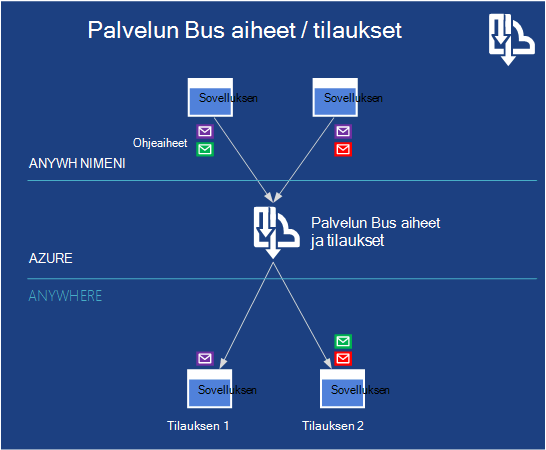 Palvelun Bus aiheet / tilaukset
Sovelluksen
Sovelluksen
Ohjeaiheet
ANYWH NIMENI
Palvelun Bus aiheet
ja tilaukset
AZURE
ANYWHERE
Sovelluksen
Sovelluksen
Tilauksen 1
Tilauksen 2